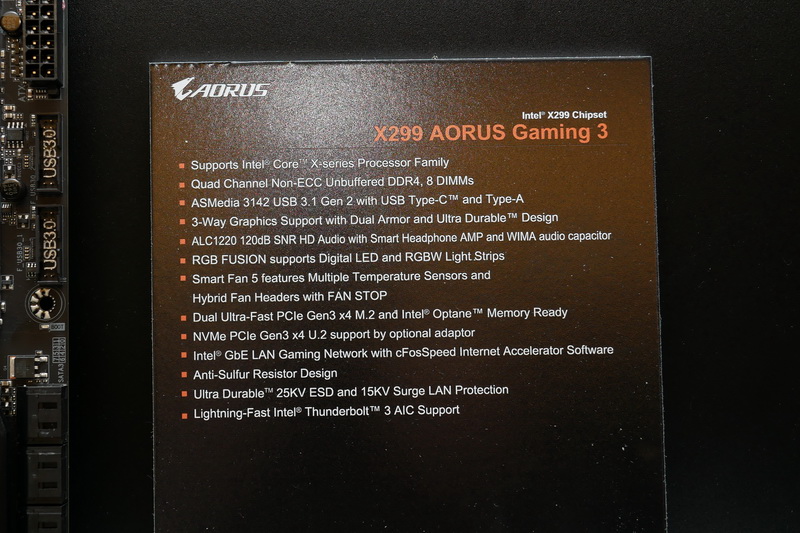 AORUS
Intel® X299 Chipset
X299 AORUS Gaming 3
Supports Intel® Core™ X-series Processor Family
Quad Channel Non-ECC Unbuffered DDR4, 8 DIMMs
ASMedia 3142 USB 3.1 Gen 2 with USB Type-C™ and Type-A
3-Way Graphics Support with Dual Armor and Ultra Durable™ Design
ALC1220 120dB SNR HD Audio with Smart Headphone AMP and WIMA audio capacitor
RGB FUSION supports Digital LED and RGBW Light Strips
Smart Fan 5 features Multiple Temperature Sensors and
Hybrid Fan Headers with FAN STOP
Dual Ultra-Fast PCIe Gen3 x4 M.2 and Intel® Optane™ Memory Ready
NVMe PCIe Gen3 x4 U.2 support by optional adaptor
Intel® GbE LAN Gaming Network with cFosSpeed Internet Accelerator Software
Anti-Sulfur Resistor Design
Ultra Durable™ 25KV ESD and 15KV Surge LAN Protection
Lightning-Fast Intel® Thunderbolt™ 3 AIC Support
ATX
USB3.0
USB3.0
F_USB30_1